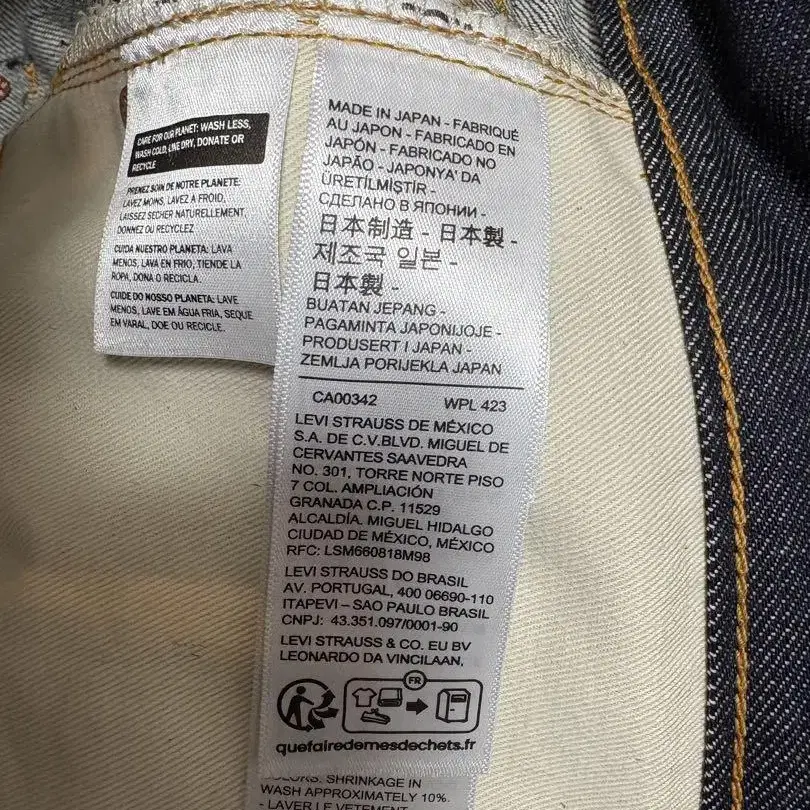 CARE FOR OUR PLANET: WASH LESS,
WASH COLD, LINE DRY, DONATE OR
RECYCLE
PRENEZ SOIN DE NOTRE PLANETE:
LAVEZ MOINS, LAVEZ A FROID,
LAISSEZ SECHER NATURELLEMENT,
DONNEZ OU RECYCLEZ
CUIDA NUESTRO PLANETA: LAVA
MENOS, LAVA EN FRIO, TIENDE LA
ROPA, DONA O RECICLA.
CUIDE DO NOSSO PLANETA: LAVE
MENOS, LAVE EM ÁGUA FRIA, SEQUE
EM VARAL, DOE OU RECICLE.
MADE IN JAPAN - FABRIQUÉ
AU JAPON - FABRICADO EN
JAPÓN - FABRICADO NO
JAPÃO - JAPONYA' DA
ÜRETİLMİŞTİR -
СДЕЛАНО В ЯПОНИИ -
日本制造 - 日本製 -
제조국 일본 -
日本製 -
BUATAN JEPANG -
PAGAMINTA JAPONIJOJE -
PRODUSERT I JAPAN -
ZEMLJA PORIJEKLA JAPAN
CA00342 WPL 423
LEVI STRAUSS DE MÉXICO
S.A. DE C.V.BLVD. MIGUEL DE
CERVANTES SAAVEDRA
NO. 301, TORRE NORTE PISO
7 COL. AMPLIACIÓN
GRANADA C.P. 11529
ALCALDÍA. MIGUEL HIDALGO
CIUDAD DE MÉXICO, MÉXICO
RFC: LSM660818M98
LEVI STRAUSS DO BRASIL
AV. PORTUGAL, 400 06690-110
ITAPEVI – SAO PAULO BRASIL
CNPJ: 43.351.097/0001-90
LEVI STRAUSS & CO. EU BV
LEONARDO DA VINCILAAN,
FR
quefairedemesdechets.fr
COLORS. SHRINKAGE IN
WASH APPROXIMATELY 10%.
- LAVER LE VETEMENT